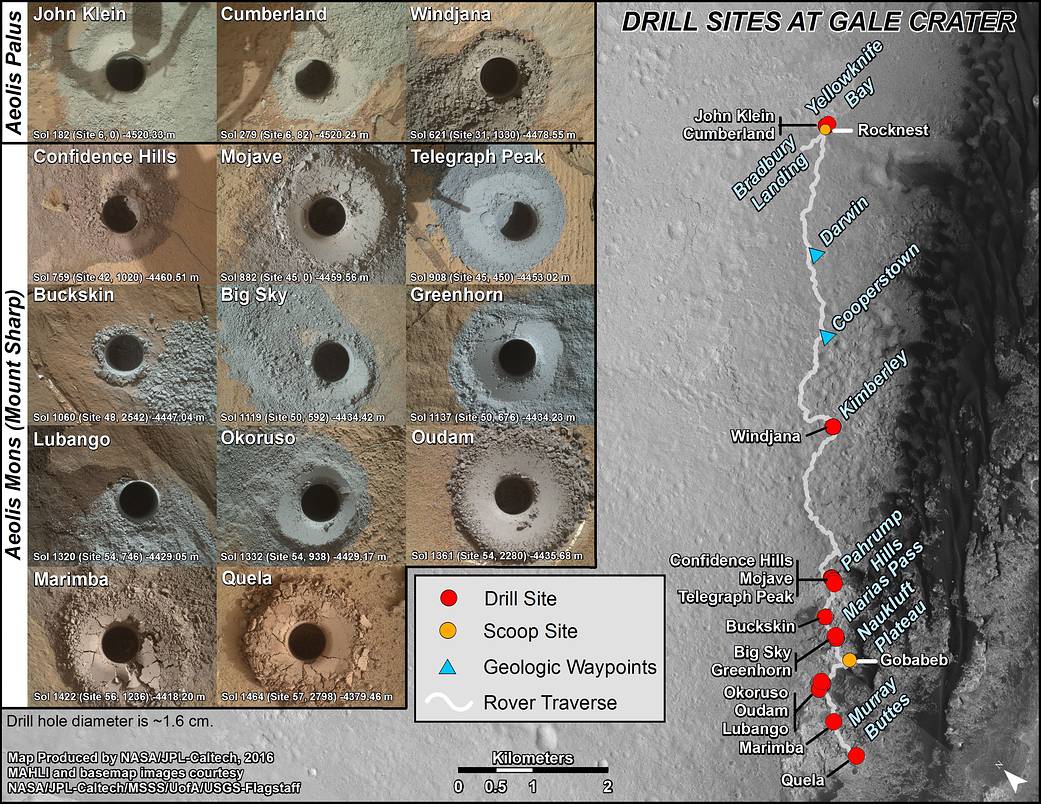 DRILL SITES AT GALE CRATER
Aeolis Palus
John Klein
Sol 182 (Site 6, 0) -4520.33 m
Cumberland
Sol 279 (Site 6, 82) -4520.24 m
Windjana
Sol 621 (Site 31, 1330) -4478.55 m
Aeolis Mons (Mount Sharp)
Confidence Hills
Sol 759 (Site 42, 1020) -4460.51 m
Mojave
Sol 882 (Site 45, 0) -4459.56 m
Telegraph Peak
Sol 908 (Site 45, 450) -4453.02 m
Buckskin
Sol 1060 (Site 48, 2542) -4447.04 m
Big Sky
Sol 1119 (Site 50, 592) -4434.42 m
Greenhorn
Sol 1137 (Site 50, 676) -4434.23 m
Lubango
Sol 1320 (Site 54, 746) -4429.05 m
Okoruso
Sol 1332 (Site 54, 938) -4429.17 m
Oudam
Sol 1361 (Site 54, 2280) -4435.68 m
Marimba
Sol 1422 (Site 56, 1236) -4418.20 m
Quela
Sol 1464 (Site 57, 2798) -4379.46 m
Drill hole diameter is ~1.6 cm.
Map Produced by NASA/JPL-Caltech, 2016
MAHLI and basemap images courtesy
NASA/JPL-Caltech/MSSS/UofA/USGS-Flagstaff
Drill Site
Scoop Site
Geologic Waypoints
Rover Traverse
Kilometers
0 0.5 1 2
Yellowknife
Bay
John Klein
Cumberland
Rocknest
Bradbury
Landing
Darwin
Cooperstown
Kimberley
Windjana
Pahrump
Hills
Confidence Hills
Mojave
Telegraph Peak
Marias Pass
Buckskin
Naukluft
Plateau
Big Sky
Greenhorn
Gobabeb
Okoruso
Oudam
Lubango
Murray
Buttes
Marimba
Quela
N